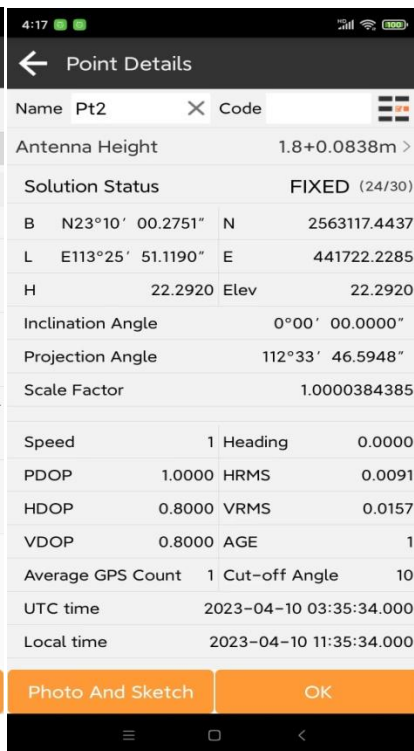 4:17 100
Point Details
Name Pt2 Code
Antenna Height 1.8+0.0838m >
Solution Status FIXED (24/30)
B N23°10′ 00.2751″ N 2563117.4437
L E113°25′ 51.1190″ E 441722.2285
H 22.2920 Elev 22.2920
Inclination Angle 0°00′ 00.0000″
Projection Angle 112°33′ 46.5948″
Scale Factor 1.0000384385
Speed 1 Heading 0.0000
PDOP 1.0000 HRMS 0.0091
HDOP 0.8000 VRMS 0.0157
VDOP 0.8000 AGE 1
Average GPS Count 1 Cut-off Angle 10
UTC time 2023-04-10 03:35:34.000
Local time 2023-04-10 11:35:34.000
Photo And Sketch OK